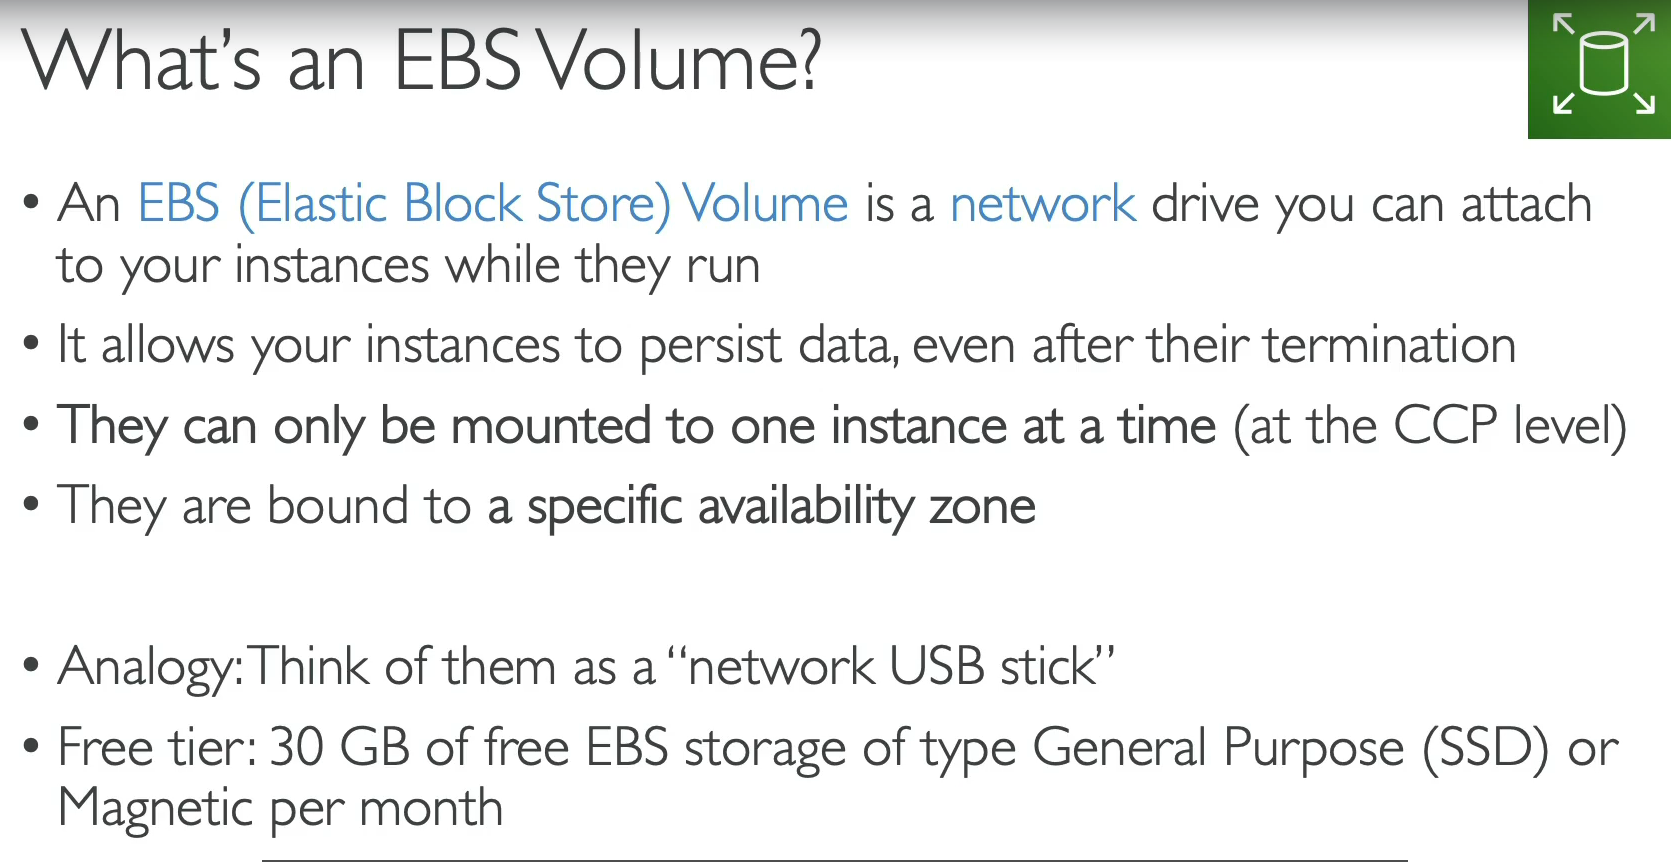 What’s an EBS Volume?
• An EBS (Elastic Block Store) Volume is a network drive you can attach
to your instances while they run
• It allows your instances to persist data, even after their termination
• They can only be mounted to one instance at a time (at the CCP level)
• They are bound to a specific availability zone
• Analogy: Think of them as a “network USB stick”
• Free tier: 30 GB of free EBS storage of type General Purpose (SSD) or
Magnetic per month